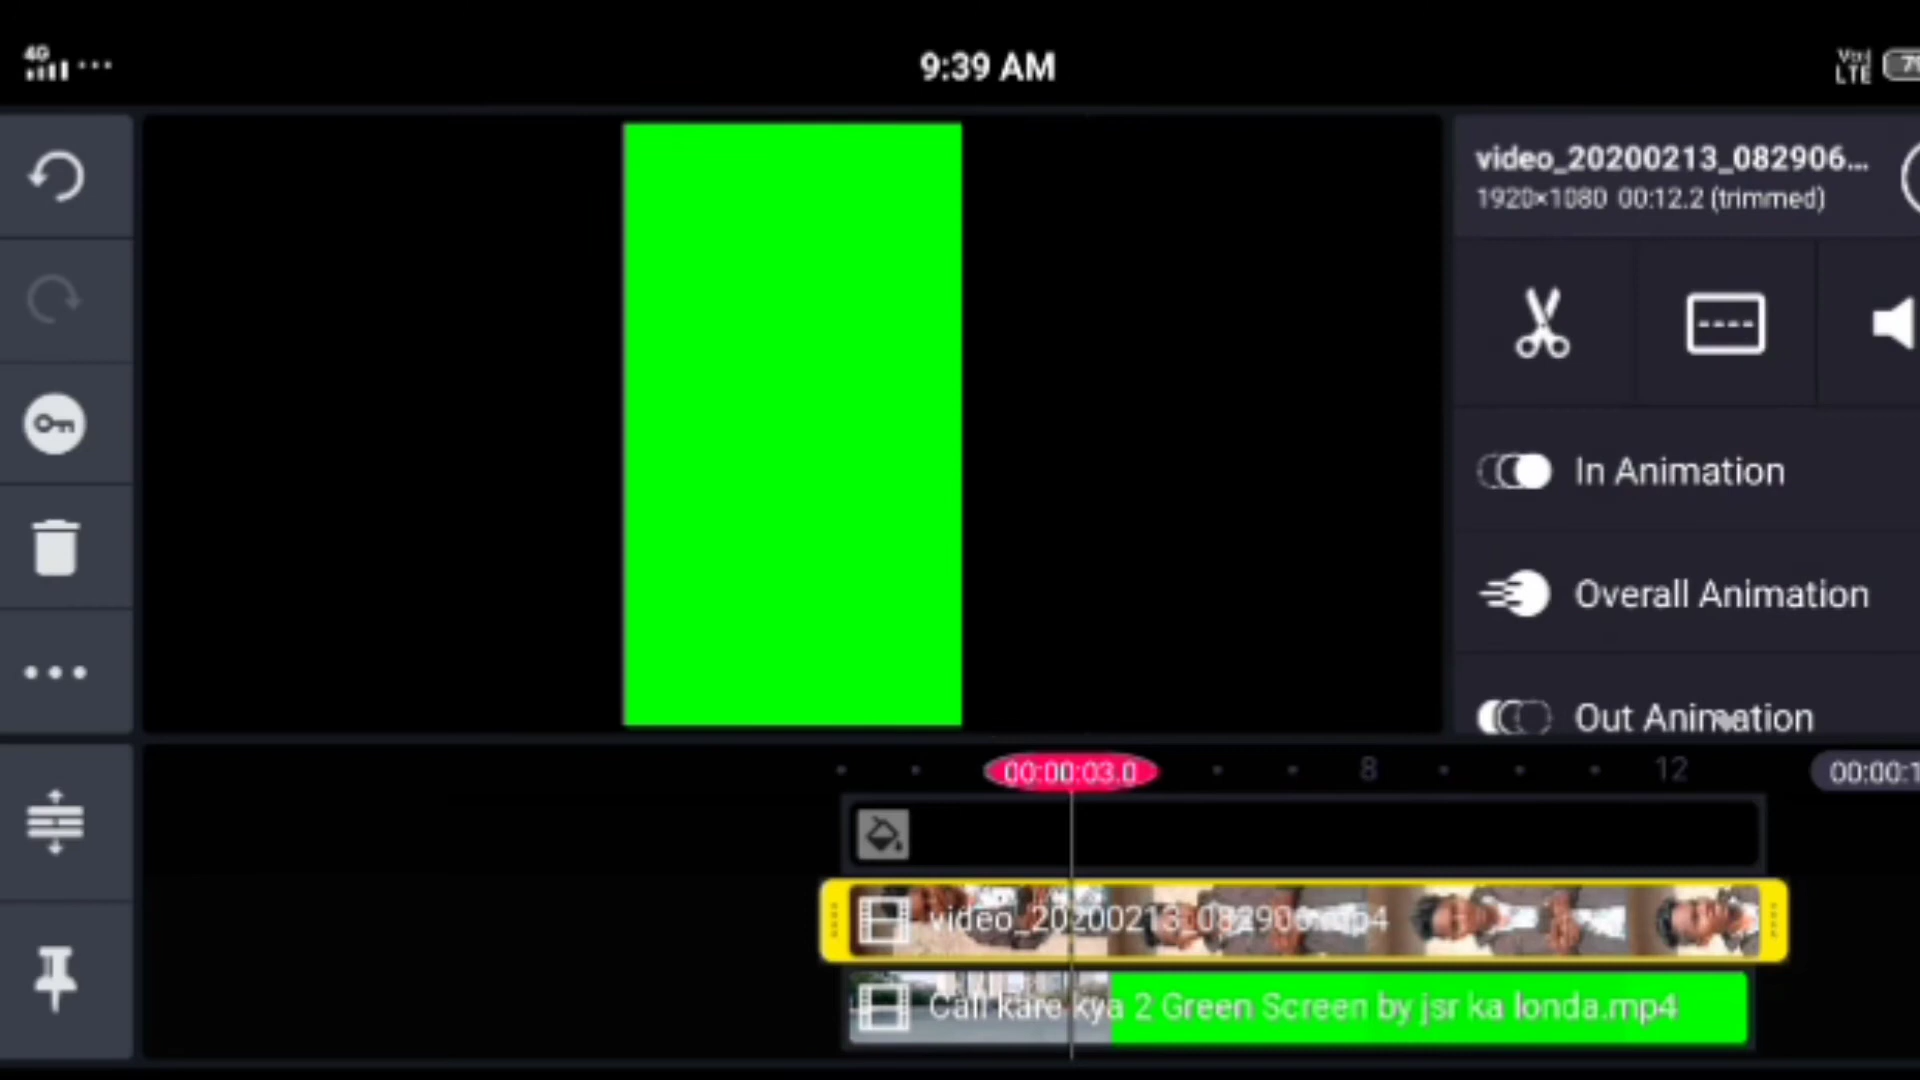 4G
9:39 AM
Vo)
LTE
video_20200213_082906...
1920×1080 00:12.2 (trimmed)
In Animation
Overall Animation
Out Animation
00:00:03.0
8
12
00:00:1
video_20200213_082906.mp4
Call kare kya 2 Green Screen by jsr ka londa.mp4